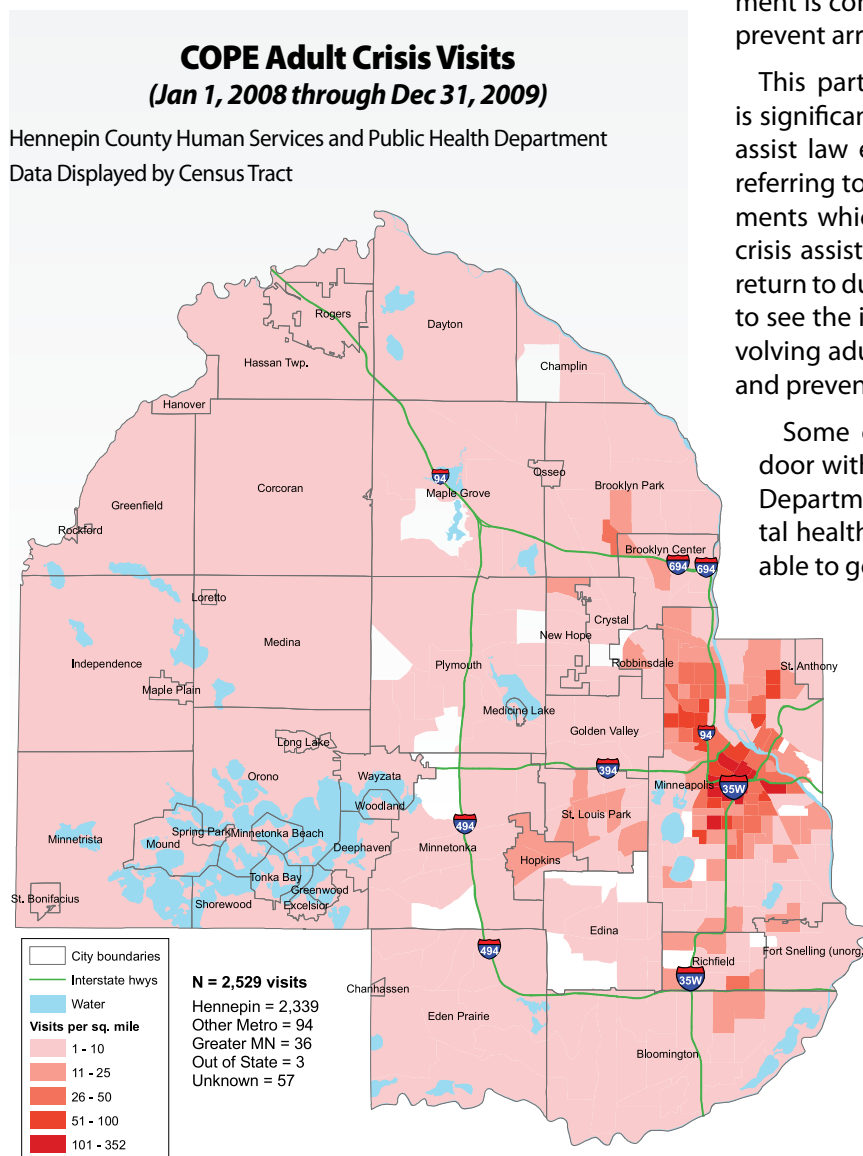 COPE Adult Crisis Visits
(Jan 1, 2008 through Dec 31, 2009)
Hennepin County Human Services and Public Health Department
Data Displayed by Census Tract
Rogers
Dayton
Hassan Twp.
Champlin
Hanover
94
Osseo
Corcoran
Maple Grove
Brooklyn Park
Greenfield
Rockford
Brooklyn Center
694
694
Loretto
Crystal
New Hope
Medina
Independence
Plymouth
Robbinsdale
St. Anthony
Maple Plain
Medicine Lake
Golden Valley
94
Long Lake
394
Orono
Wayzata
Minneapolis
35W
Woodland
St. Louis Park
494
Spring Park
Minnetonka Beach
Minnetrista
Mound
Deephaven
Minnetonka
Hopkins
Tonka Bay
Greenwood
St. Bonifacius
Shorewood
Excelsior
Edina
494
Richfield
Fort Snelling (unorg.
35W
Chanhassen
Eden Prairie
Bloomington
City boundaries
Interstate hwys
Water
Visits per sq. mile
1 - 10
11 - 25
26 - 50
51 - 100
101 - 352
N = 2,529 visits
Hennepin = 2,339
Other Metro = 94
Greater MN = 36
Out of State = 3
Unknown = 57
ment is con
prevent arr
This part
is significan
assist law e
referring to
ments whic
crisis assist
return to du
to see the i
volving adu
and preven
Some
door with
Departm
tal health
able to g